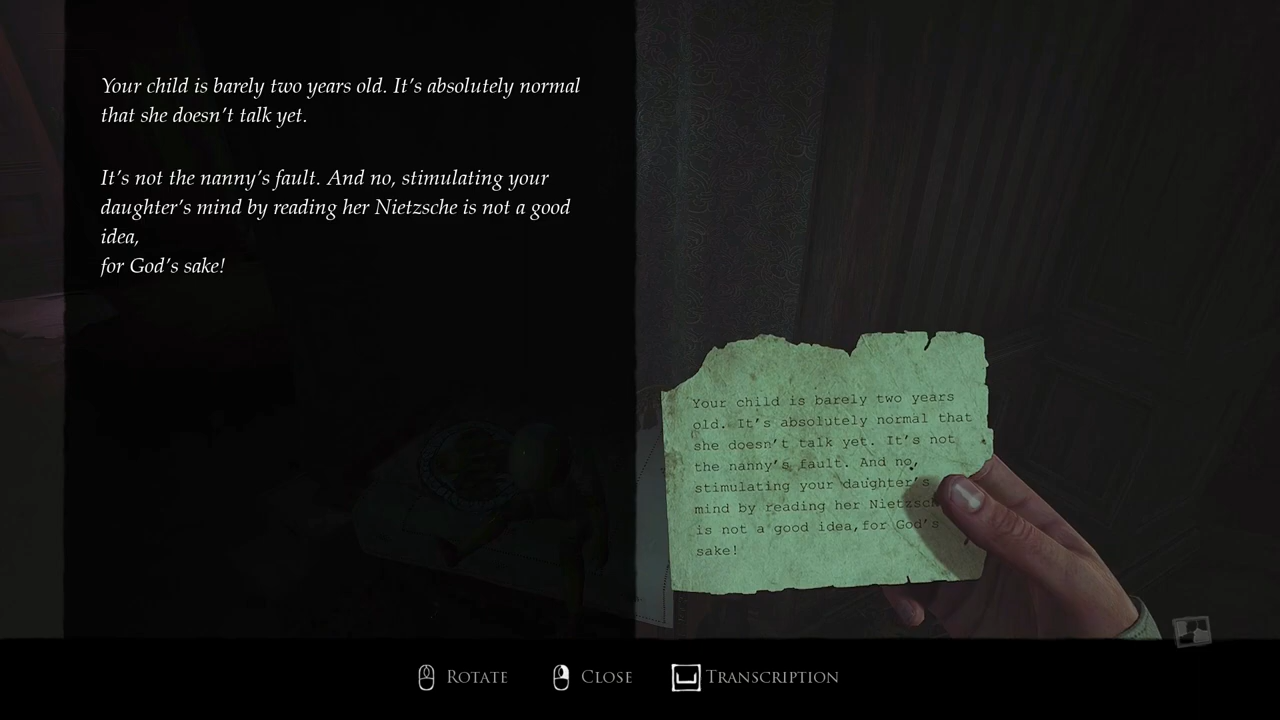 Your child is barely two years old. It's absolutely normal
that she doesn't talk yet.
It's not the nanny's fault. And no, stimulating your
daughter's mind by reading her Nietzsche is not a good
idea,
for God's sake!
Your child is barely two years
old. It's absolutely normal that
she doesn't talk yet. It's not
the nanny's fault. And no,
stimulating your daughter's
mind by reading her Nietzsch
is not a good idea,for God's
sake!
ROTATE
CLOSE
TRANSCRIPTION